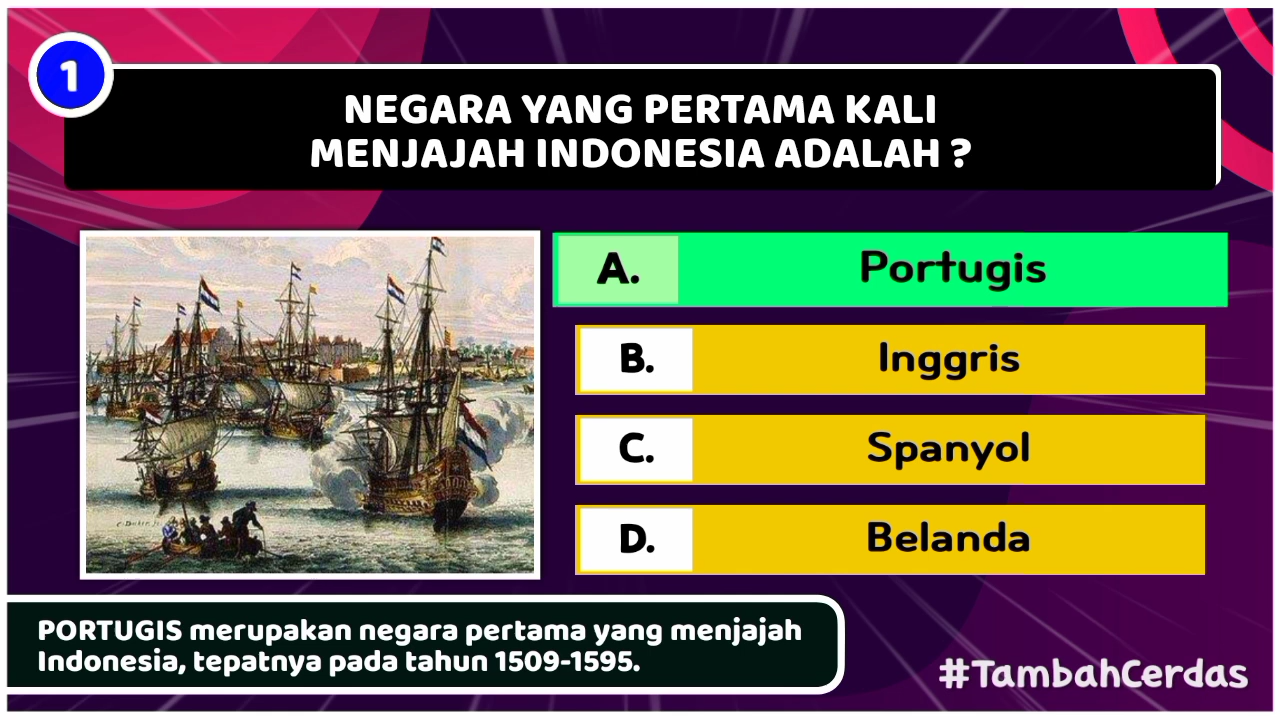 1
NEGARA YANG PERTAMA KALI
MENJAJAH INDONESIA ADALAH ?
A. Portugis
B. Inggris
C. Spanyol
D. Belanda
PORTUGIS merupakan negara pertama yang menjajah
Indonesia, tepatnya pada tahun 1509-1595.
#TambahCerdas